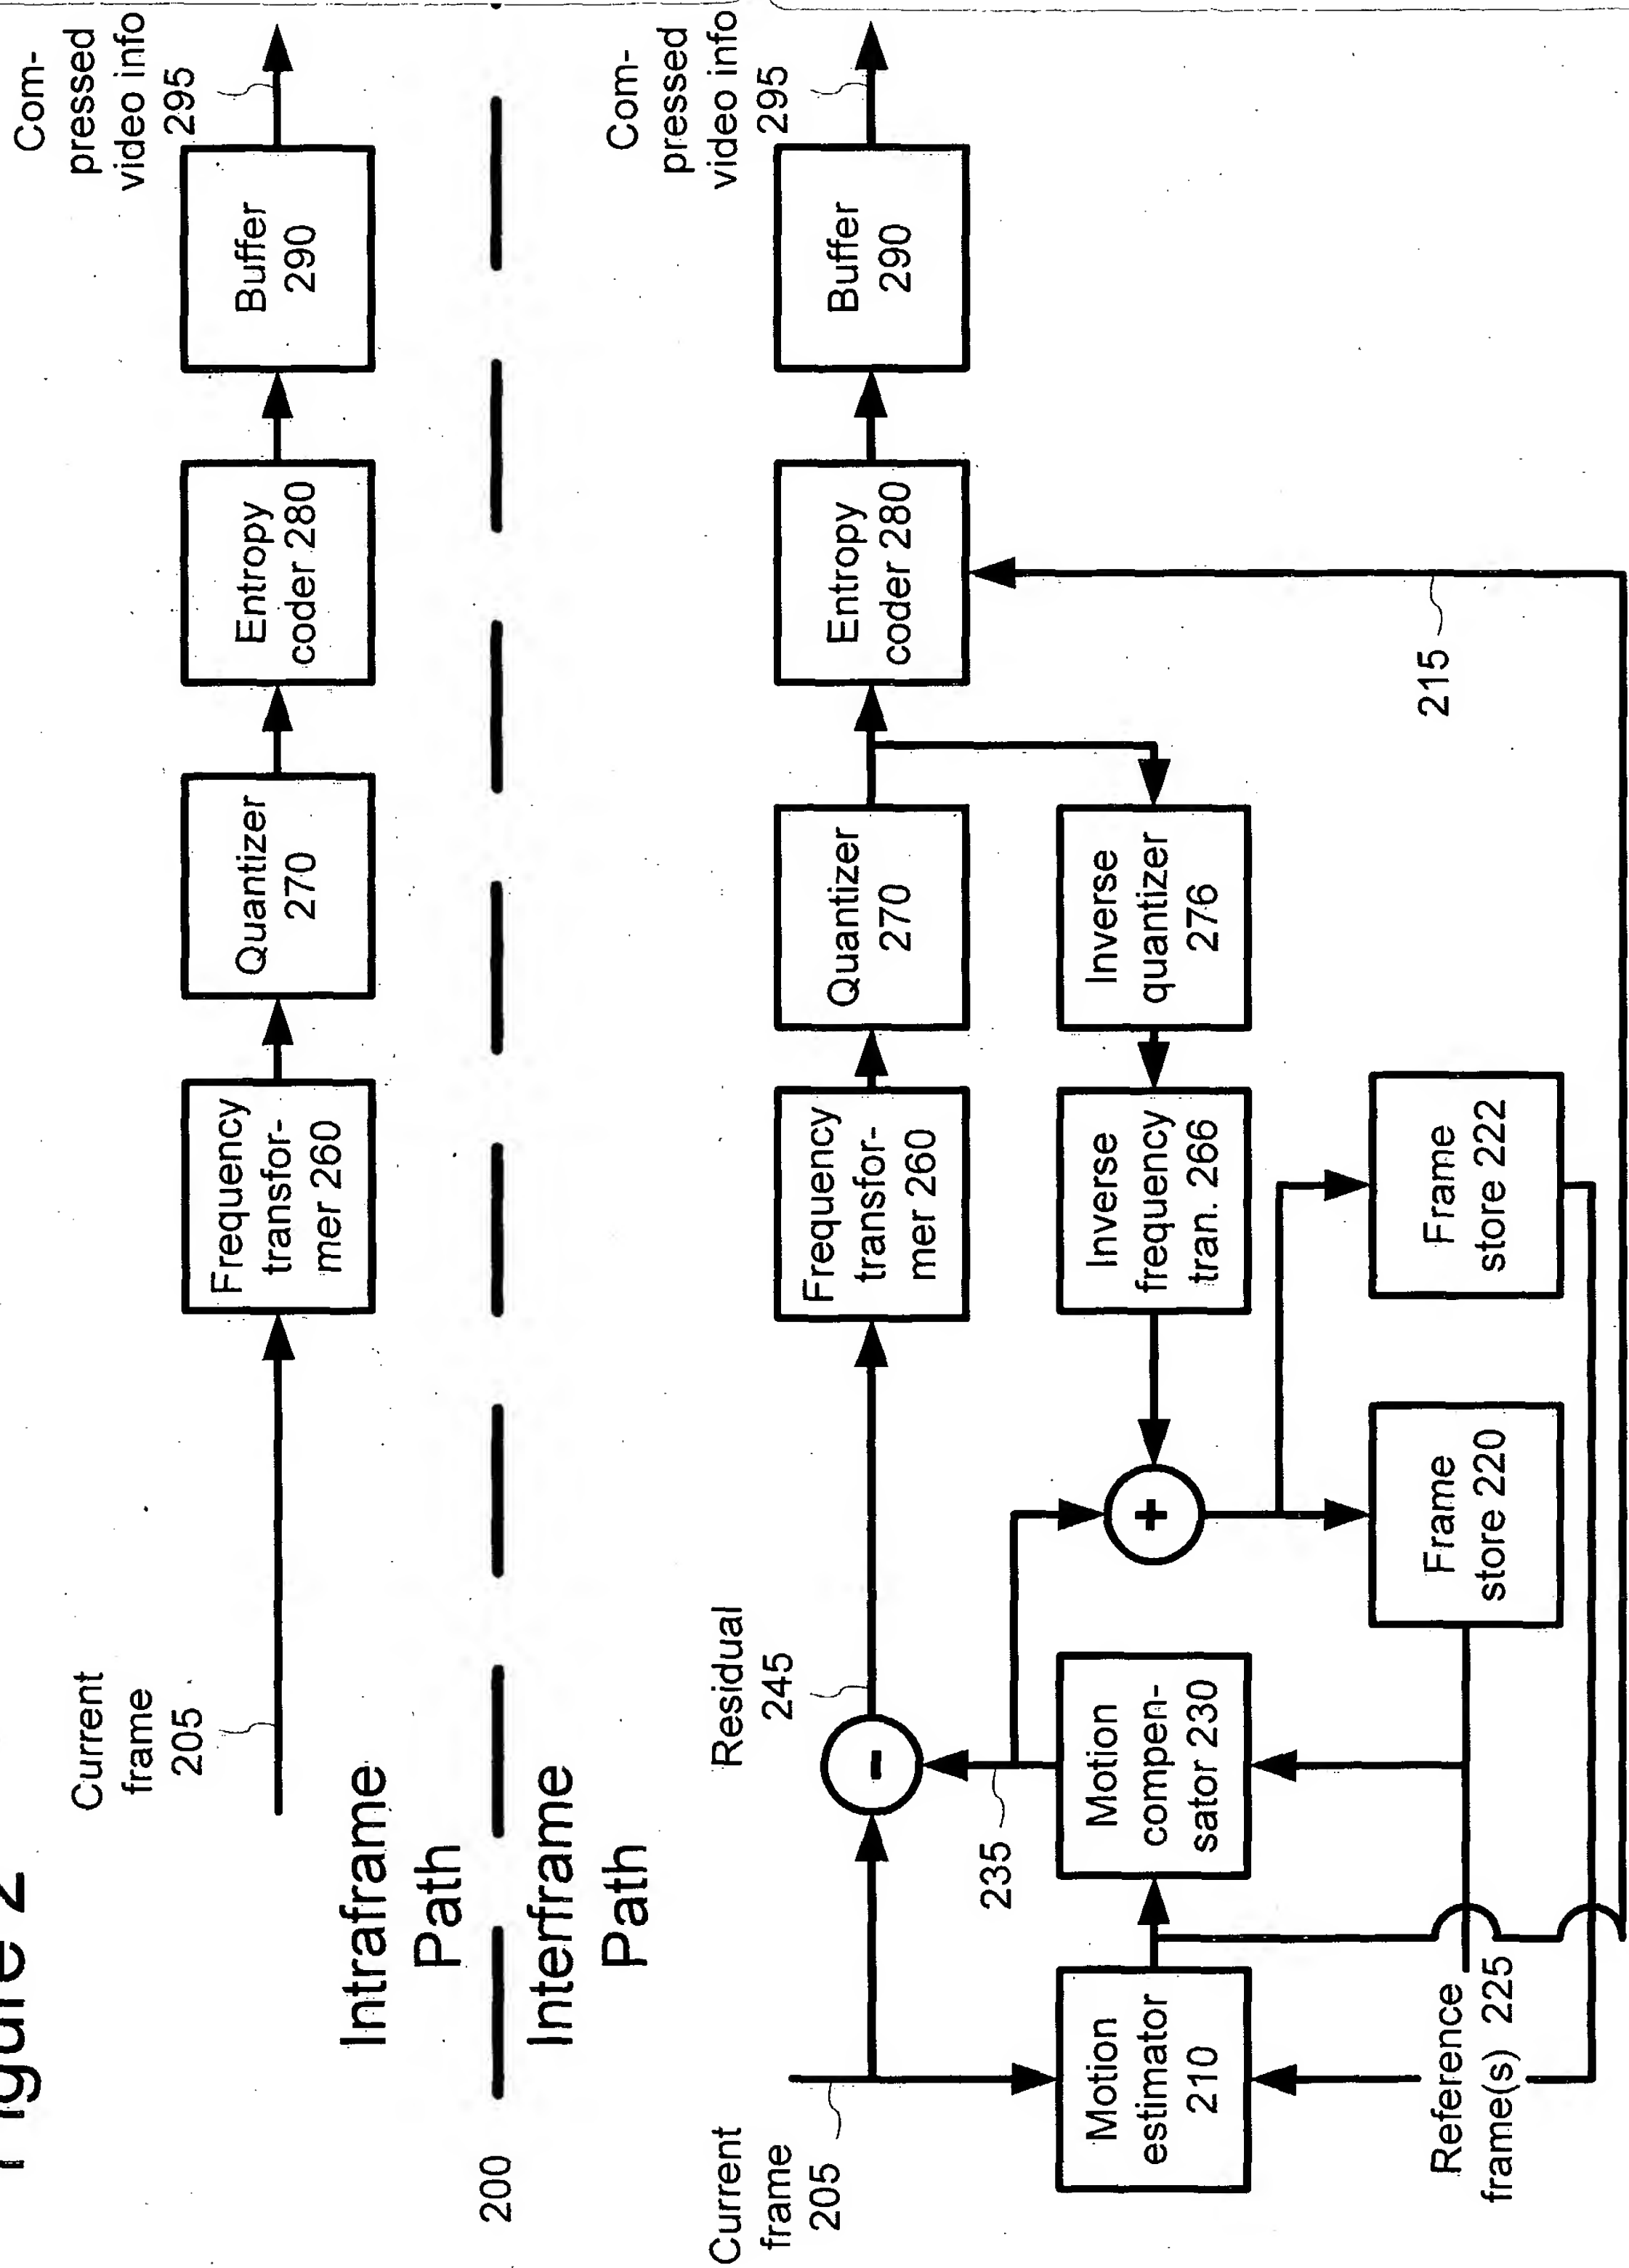 Figure 2
Current
frame
205
Frequency
transfor-
mer 260
Quantizer
270
Entropy
coder 280
Buffer
290
Com-
pressed
video info
295
Intraframe
Path
200
Interframe
Path
Current
frame
205
Residual
245
Frequency
transfor-
mer 260
Quantizer
270
Entropy
coder 280
Buffer
290
Com-
pressed
video info
295
Motion
estimator
210
235
Motion
compen-
sator 230
+
-
Inverse
frequency
tran. 266
Inverse
quantizer
276
215
Reference
frame(s) 225
Frame
store 220
Frame
store 222